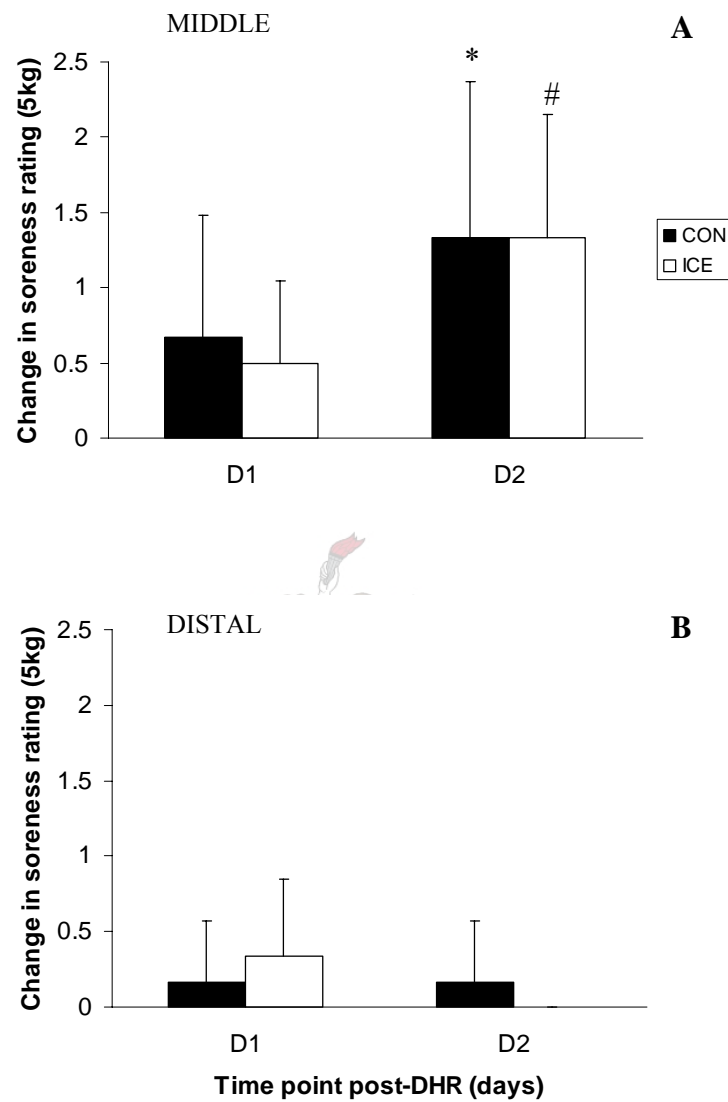 MIDDLE
A
Change in soreness rating (5kg)
2.5
2
1.5
1
0.5
0
*
#
CON
ICE
D1
D2
DISTAL
B
Change in soreness rating (5kg)
2.5
2
1.5
1
0.5
0
D1
D2
Time point post-DHR (days)